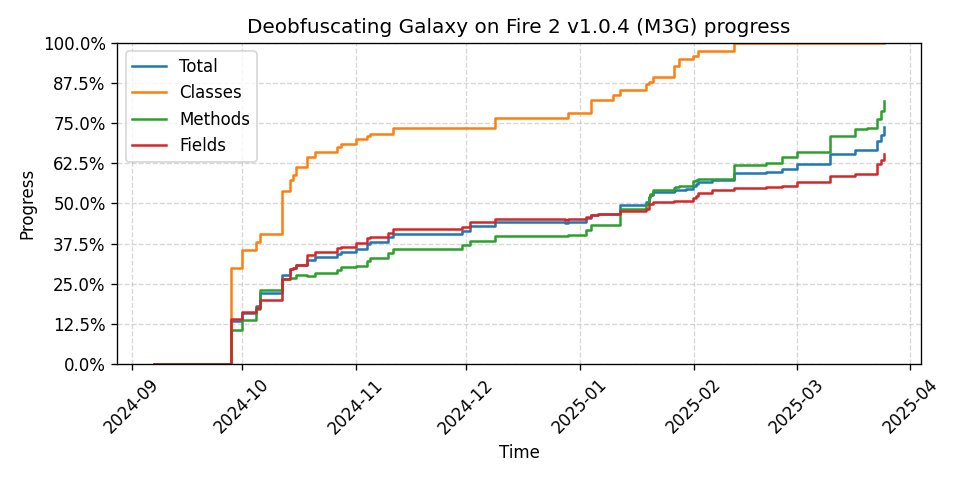 Deobfuscating Galaxy on Fire 2 v1.0.4 (M3G) progress
100.0%
87.5%
75.0%
62.5%
50.0%
37.5%
25.0%
12.5%
0.0%
Progress
Total
Classes
Methods
Fields
2024-09
2024-10
2024-11
2024-12
2025-01
2025-02
2025-03
2025-04
Time